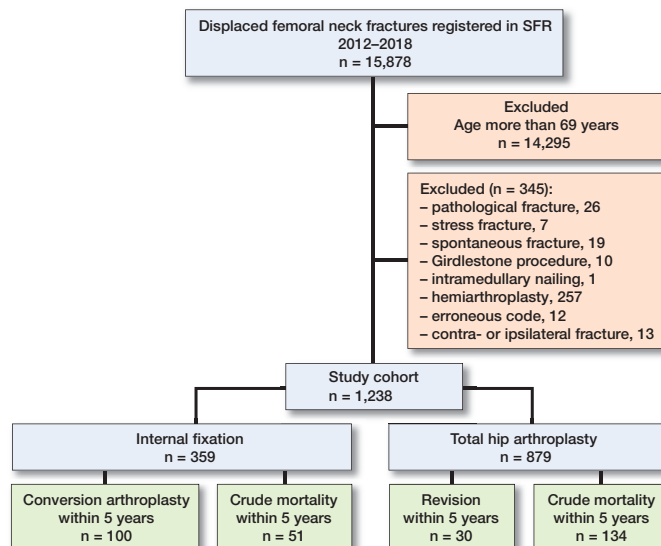 Displaced femoral neck fractures registered in SFR
2012–2018
n = 15,878
Excluded
Age more than 69 years
n = 14,295
Excluded (n = 345):
– pathological fracture, 26
– stress fracture, 7
– spontaneous fracture, 19
– Girdlestone procedure, 10
– intramedullary nailing, 1
– hemiarthroplasty, 257
– erroneous code, 12
– contra- or ipsilateral fracture, 13
Study cohort
n = 1,238
Internal fixation
n = 359
Total hip arthroplasty
n = 879
Conversion arthroplasty
within 5 years
n = 100
Crude mortality
within 5 years
n = 51
Revision
within 5 years
n = 30
Crude mortality
within 5 years
n = 134